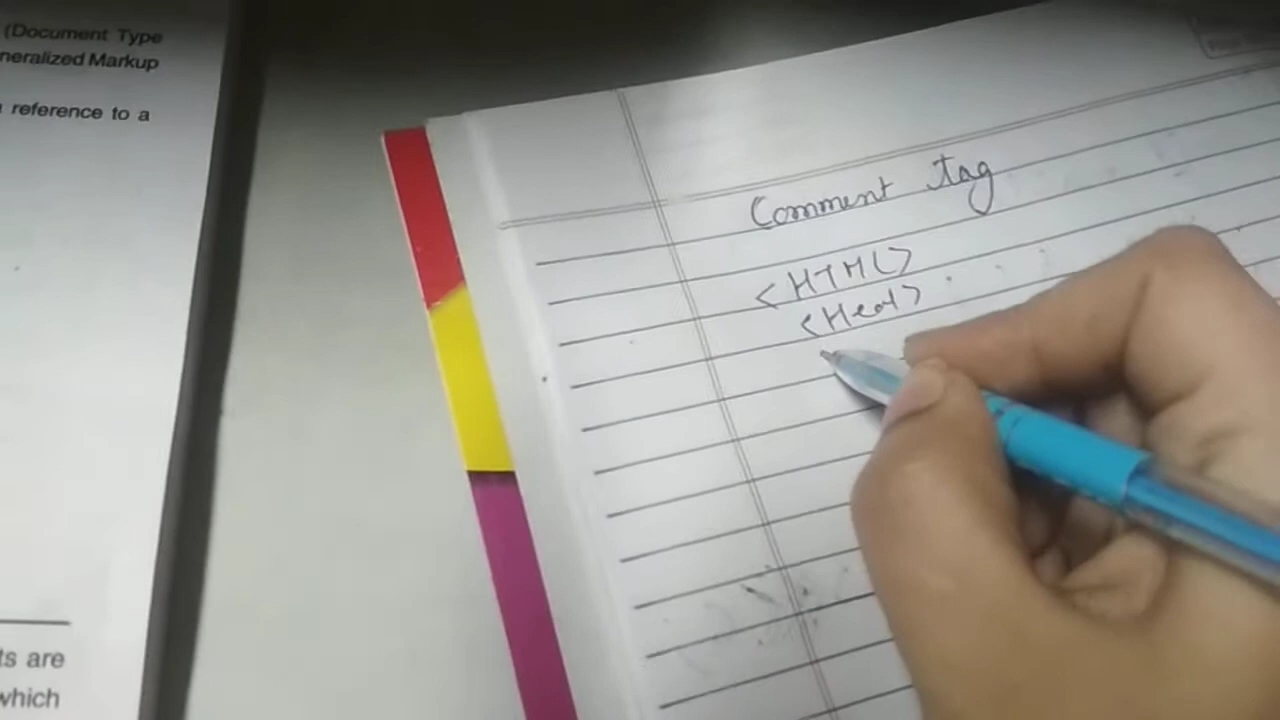 (Document Type
neralized Markup
reference to a
ts are
which
Comment tag
<HTML>
<Head>